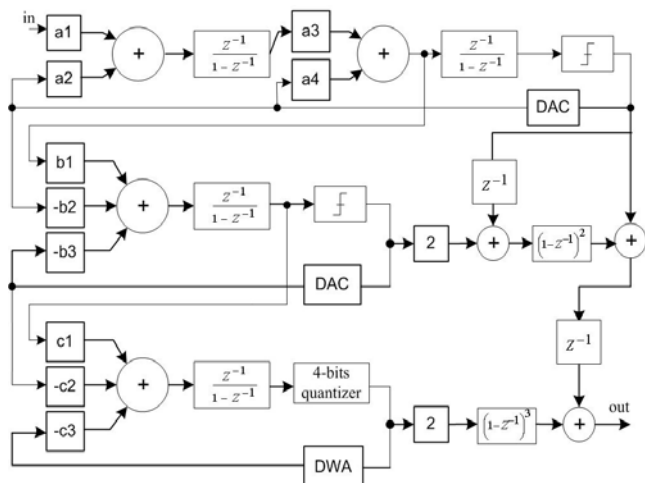 in
a1
a2
+
z⁻¹
1 – z⁻¹
a3
a4
+
z⁻¹
1 – z⁻¹
DAC
b1
-b2
-b3
+
z⁻¹
1 – z⁻¹
DAC
2
z⁻¹
+
(1–z⁻¹)²
+
c1
-c2
-c3
+
z⁻¹
1 – z⁻¹
4-bits
quantizer
DWA
2
(1–z⁻¹)³
z⁻¹
+
out